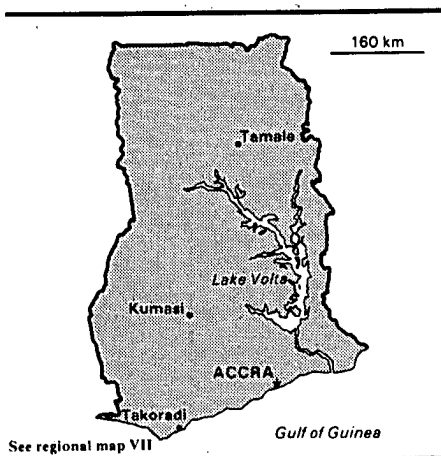 160 km
Tamale
Lake Volta
Kumasi
ACCRA
Takoradi
Gulf of Guinea
See regional map VII